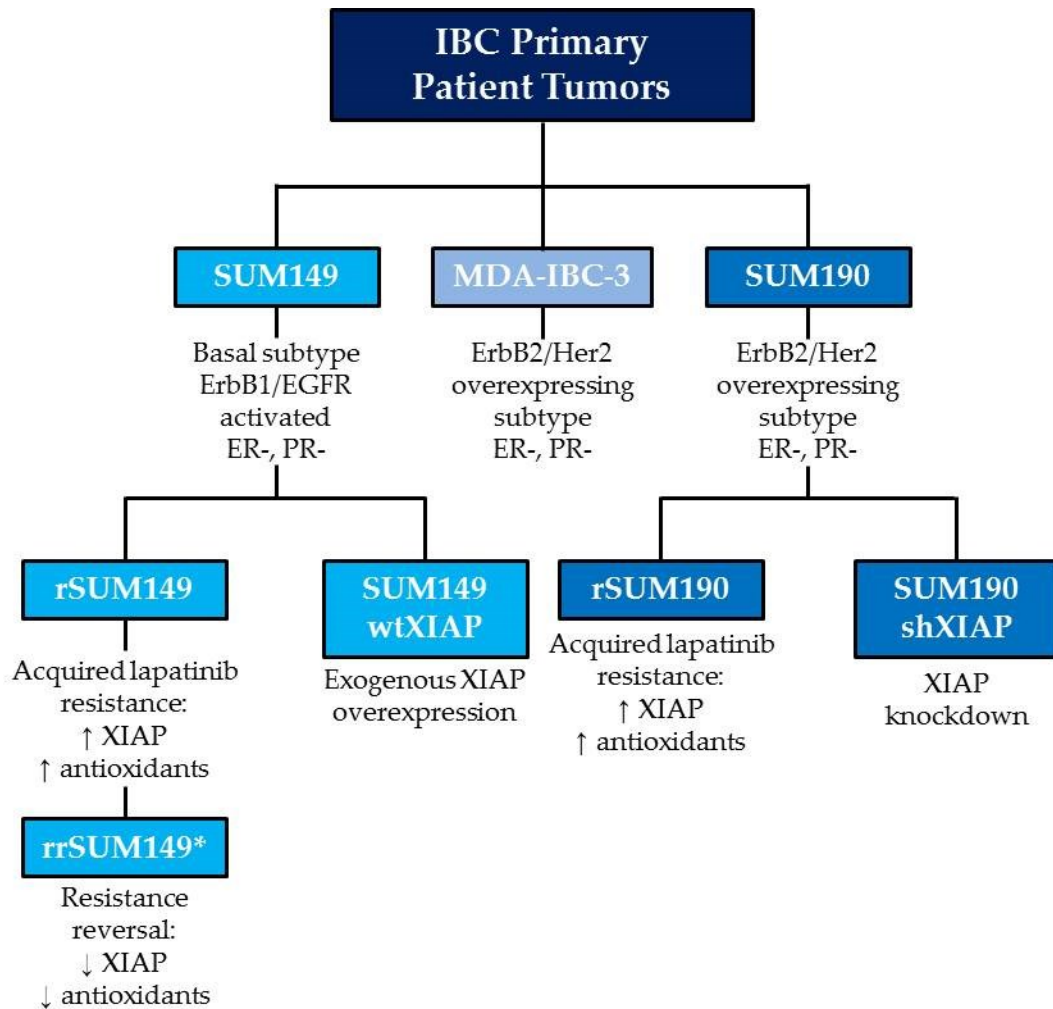 IBC Primary
Patient Tumors
SUM149
MDA-IBC-3
SUM190
Basal subtype
ErbB1/EGFR
activated
ER-, PR-
ErbB2/Her2
overexpressing
subtype
ER-, PR-
ErbB2/Her2
overexpressing
subtype
ER-, PR-
rSUM149
SUM149
wtXIAP
rSUM190
SUM190
shXIAP
Acquired lapatinib
resistance:
↑ XIAP
↑ antioxidants
Exogenous XIAP
overexpression
Acquired lapatinib
resistance:
↑ XIAP
↑ antioxidants
XIAP
knockdown
rrSUM149*
Resistance
reversal:
↓ XIAP
↓ antioxidants